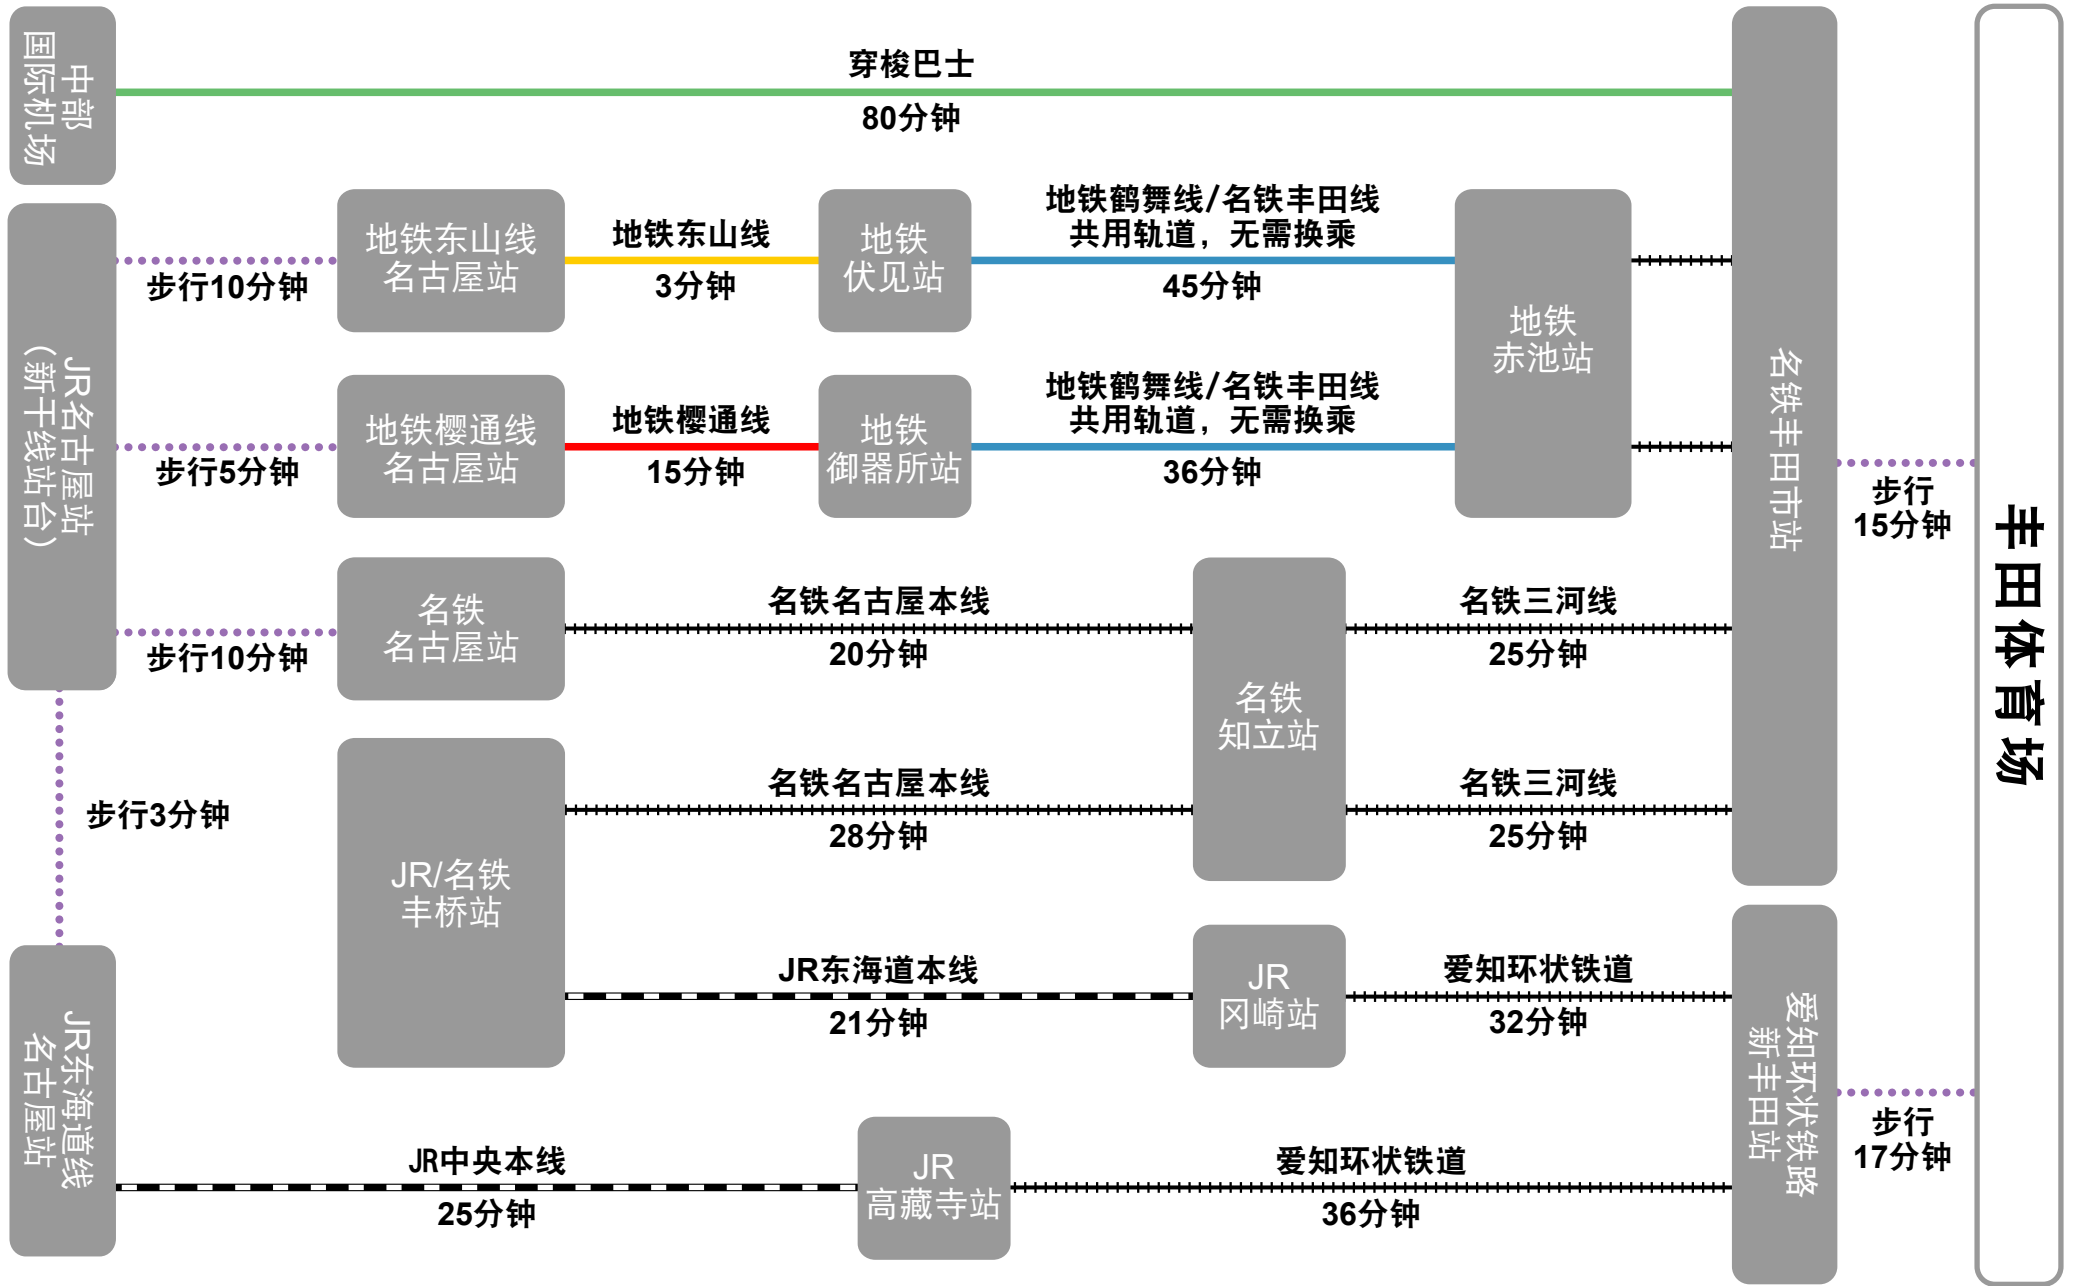 中部
国际机场
穿梭巴士
80分钟
JR名古屋站
（新干线站台）
步行10分钟
地铁东山线
名古屋站
地铁东山线
3分钟
地铁
伏见站
地铁鹤舞线/名铁丰田线
共用轨道，无需换乘
45分钟
地铁
赤池站
步行5分钟
地铁樱通线
名古屋站
地铁樱通线
15分钟
地铁
御器所站
地铁鹤舞线/名铁丰田线
共用轨道，无需换乘
36分钟
名铁丰田市站
步行
15分钟
丰田体育场
步行10分钟
名铁
名古屋站
名铁名古屋本线
20分钟
名铁
知立站
名铁三河线
25分钟
步行3分钟
JR/名铁
丰桥站
名铁名古屋本线
28分钟
名铁三河线
25分钟
JR东海道本线
21分钟
JR
冈崎站
爱知环状铁道
32分钟
JR东海道线
名古屋站
JR中央本线
25分钟
JR
高藏寺站
爱知环状铁道
36分钟
爱知环状铁路
新丰田站
步行
17分钟